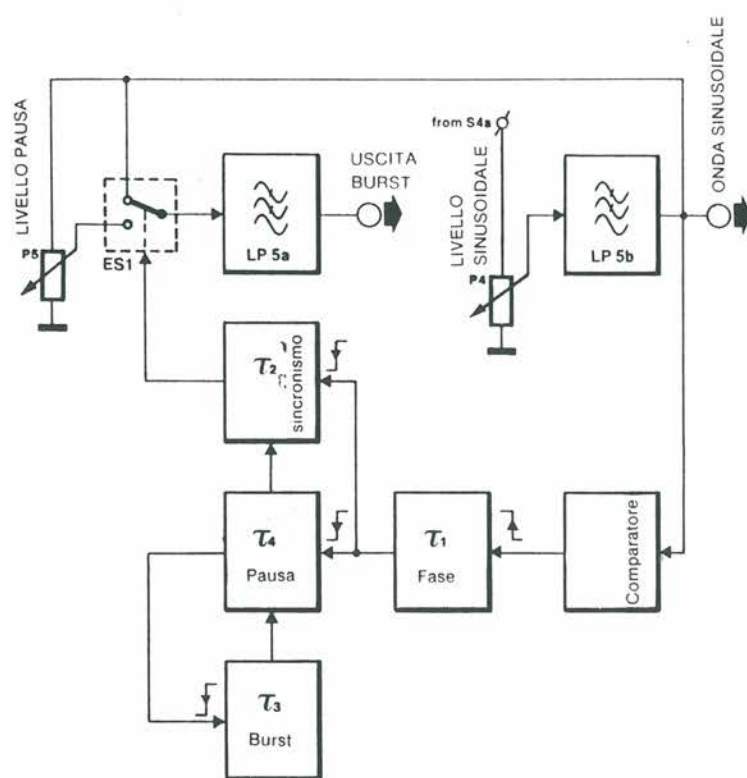 LIVELLO PAUSA
P5
ES1
LP 5a
USCITA
BURST
from S4a
LIVELLO
SINUSOIDALE
P4
LP 5b
ONDA SINUSOIDALE
τ2
sincronismo
τ4
Pausa
τ1
Fase
Comparatore
τ3
Burst